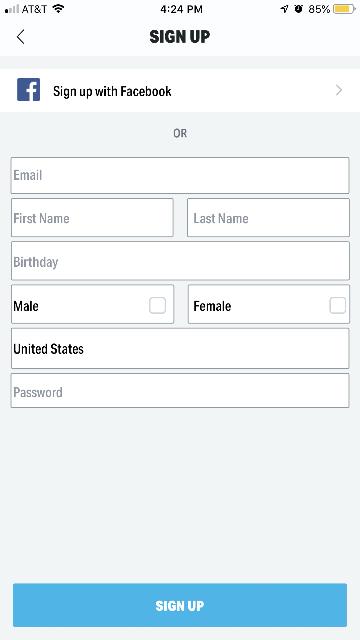 AT&T 4:24 PM 85%
SIGN UP
Sign up with Facebook
OR
Email
First Name Last Name
Birthday
Male Female
United States
Password
SIGN UP